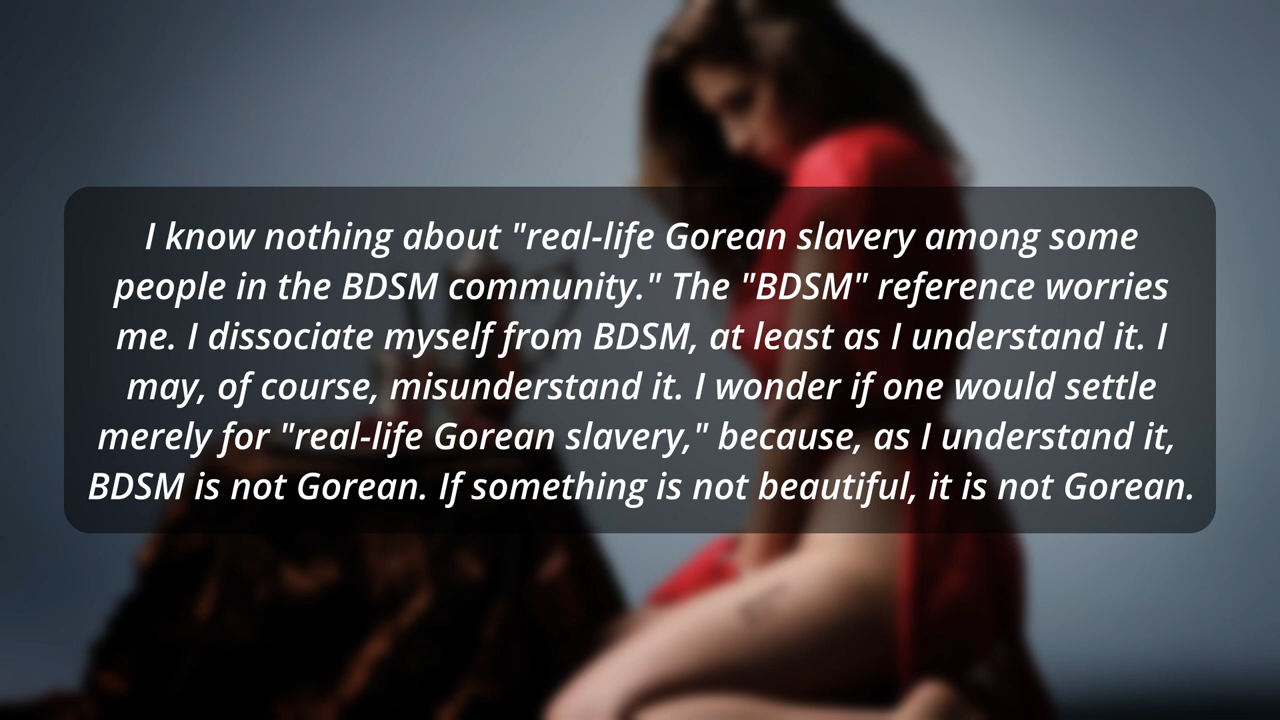 I know nothing about "real-life Gorean slavery among some
people in the BDSM community." The "BDSM" reference worries
me. I dissociate myself from BDSM, at least as I understand it. I
may, of course, misunderstand it. I wonder if one would settle
merely for "real-life Gorean slavery," because, as I understand it,
BDSM is not Gorean. If something is not beautiful, it is not Gorean.